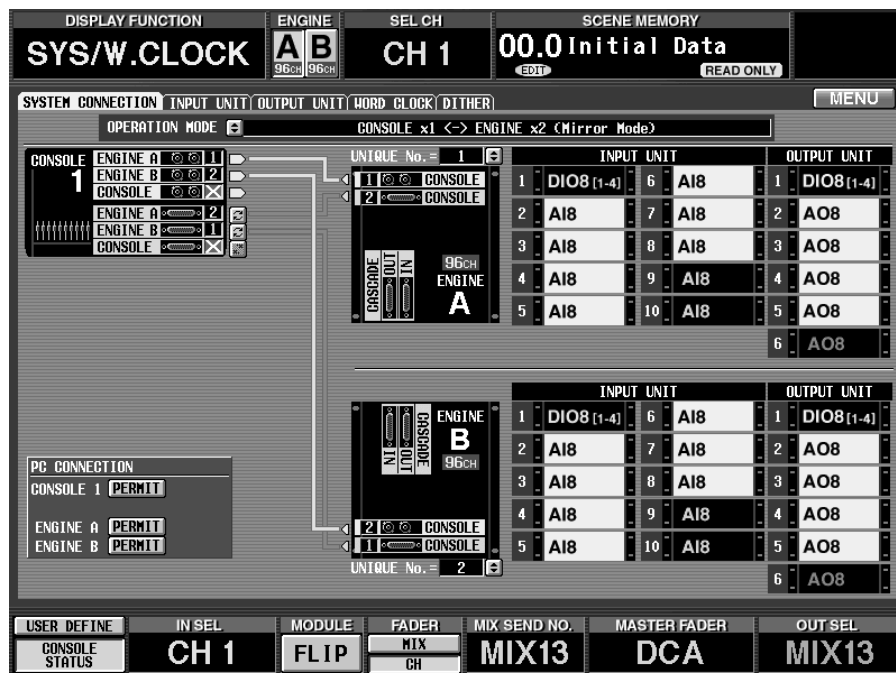 DISPLAY FUNCTION ENGINE SEL CH SCENE MEMORY
SYS/W.CLOCK A B CH 1 00.0 Initial Data
96CH 96CH EDIT READ ONLY
SYSTEM CONNECTION INPUT UNIT OUTPUT UNIT WORD CLOCK DITHER MENU
OPERATION MODE CONSOLE x1 <-> ENGINE x2 (Mirror Mode)
CONSOLE 1
ENGINE A 1
ENGINE B 2
CONSOLE
ENGINE A 2
ENGINE B 1
CONSOLE
UNIQUE No.= 1
1 CONSOLE
2 CONSOLE
CASCADE OUT IN
96CH
ENGINE
A
INPUT UNIT OUTPUT UNIT
1 DIO8[1-4] 6 AI8 1 DIO8[1-4]
2 AI8 7 AI8 2 AO8
3 AI8 8 AI8 3 AO8
4 AI8 9 AI8 4 AO8
5 AI8 10 AI8 5 AO8
6 AO8
INPUT UNIT OUTPUT UNIT
IN OUT CASCADE
ENGINE
B
96CH
1 DIO8[1-4] 6 AI8 1 DIO8[1-4]
2 AI8 7 AI8 2 AO8
3 AI8 8 AI8 3 AO8
4 AI8 9 AI8 4 AO8
5 AI8 10 AI8 5 AO8
6 AO8
2 CONSOLE
1 CONSOLE
UNIQUE No.= 2
PC CONNECTION
CONSOLE 1 PERMIT
ENGINE A PERMIT
ENGINE B PERMIT
USER DEFINE IN SEL MODULE FADER MIX SEND NO. MASTER FADER OUT SEL
CONSOLE STATUS CH 1 FLIP MIX CH MIX13 DCA MIX13